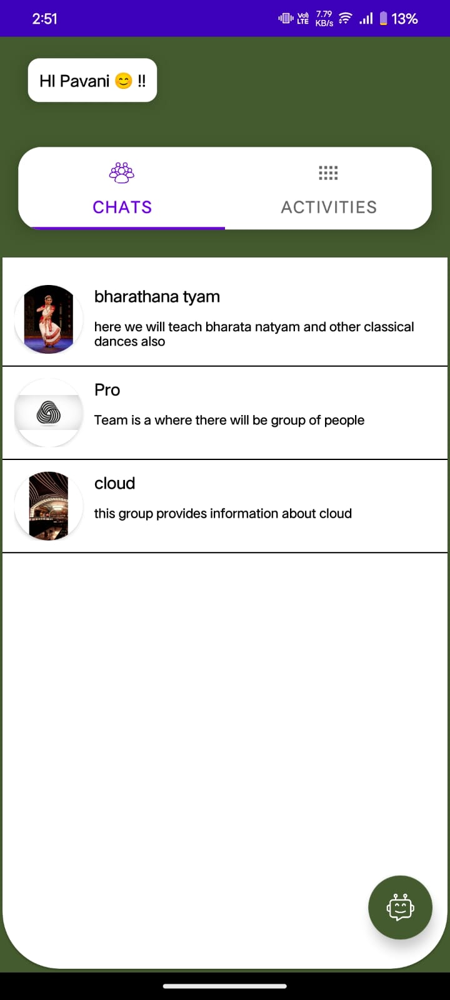 2:51 Vo) LTE 7.79 KB/s 13%
HI Pavani 😊 !!
CHATS ACTIVITIES
bharathana tyam
here we will teach bharata natyam and other classical
dances also
Pro
Team is a where there will be group of people
cloud
this group provides information about cloud